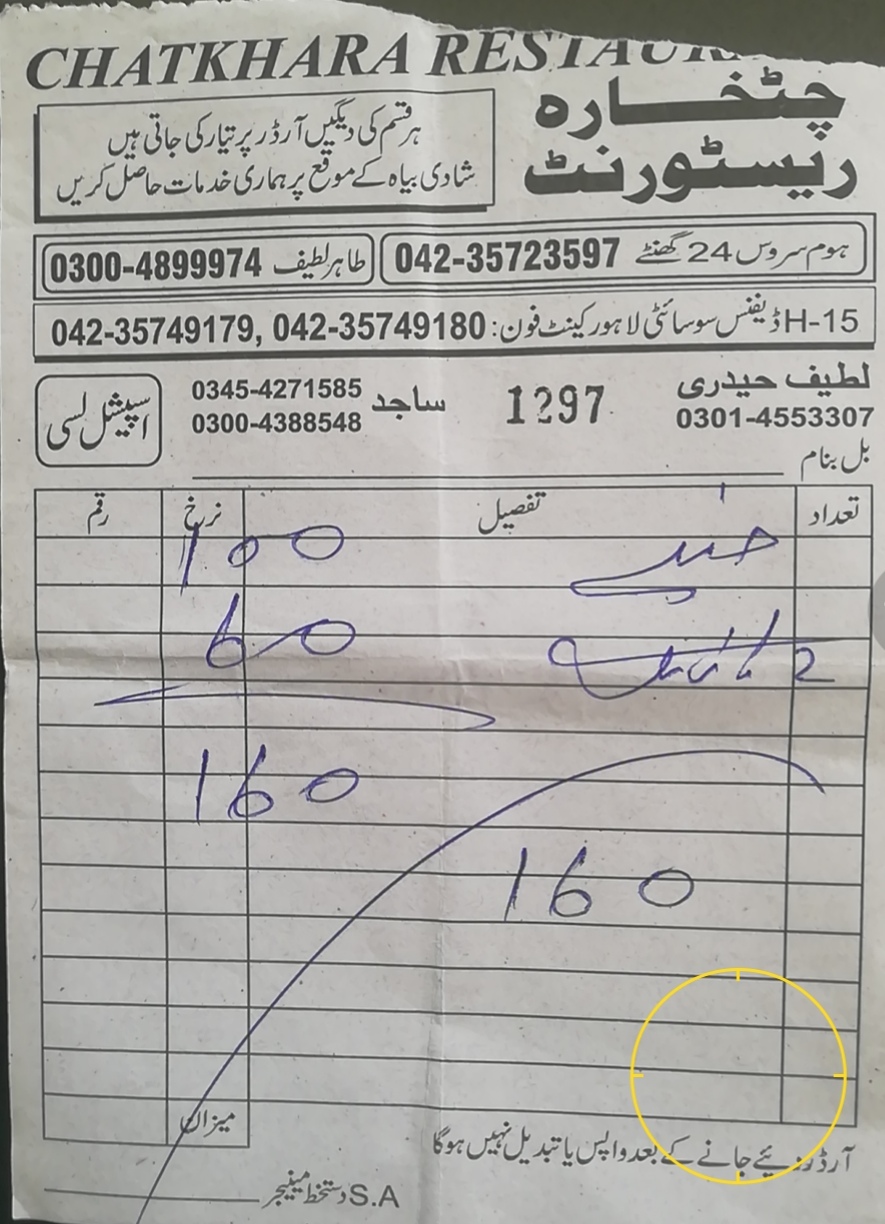 CHATKHARA RESTAUR
چٹخارہ
ریسٹورنٹ
ہر قسم کی دیگیں آرڈر پر تیار کی جاتی ہیں
شادی بیاہ کے موقع پر ہماری خدمات حاصل کریں
ہوم سروس 24 گھنٹے 042-35723597
طاہر لطیف 0300-4899974
H-15 ڈیفنس سوسائٹی لاہور کینٹ فون: 042-35749180 ,042-35749179
لطیف حیدری
0301-4553307
1297
ساجد 0345-4271585
0300-4388548
اسپیشل لسی
بل بنام
تعداد تفصیل نرخ رقم
100
2 60
160
160
میزان
آرڈر دیئے جانے کے بعد واپس یا تبدیل نہیں ہوگا
S.A دستخط مینیجر